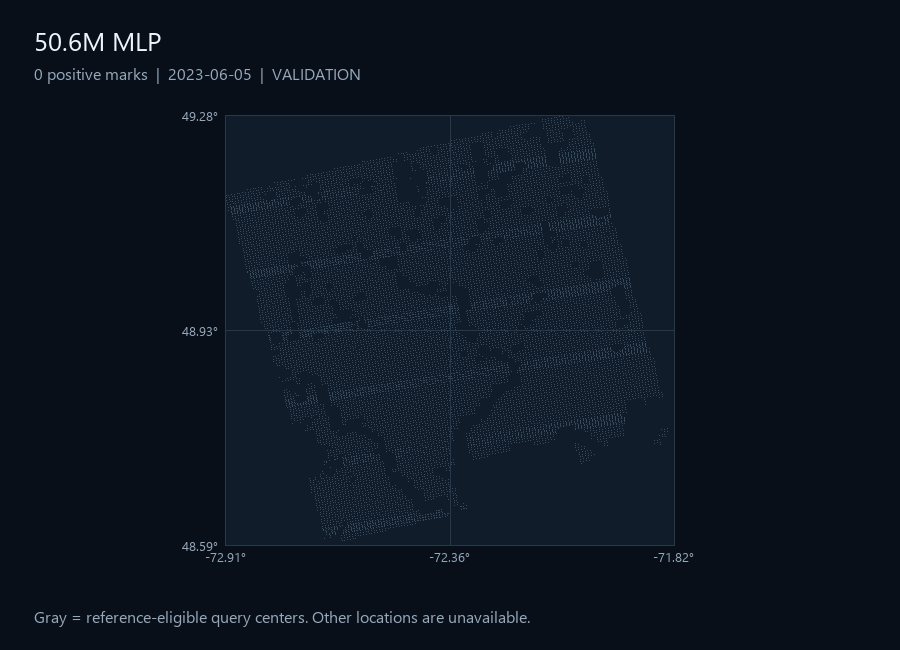 50.6M MLP
0 positive marks | 2023-06-05 | VALIDATION
49.28°
48.93°
48.59°
-72.91°
-72.36°
-71.82°
Gray = reference-eligible query centers. Other locations are unavailable.